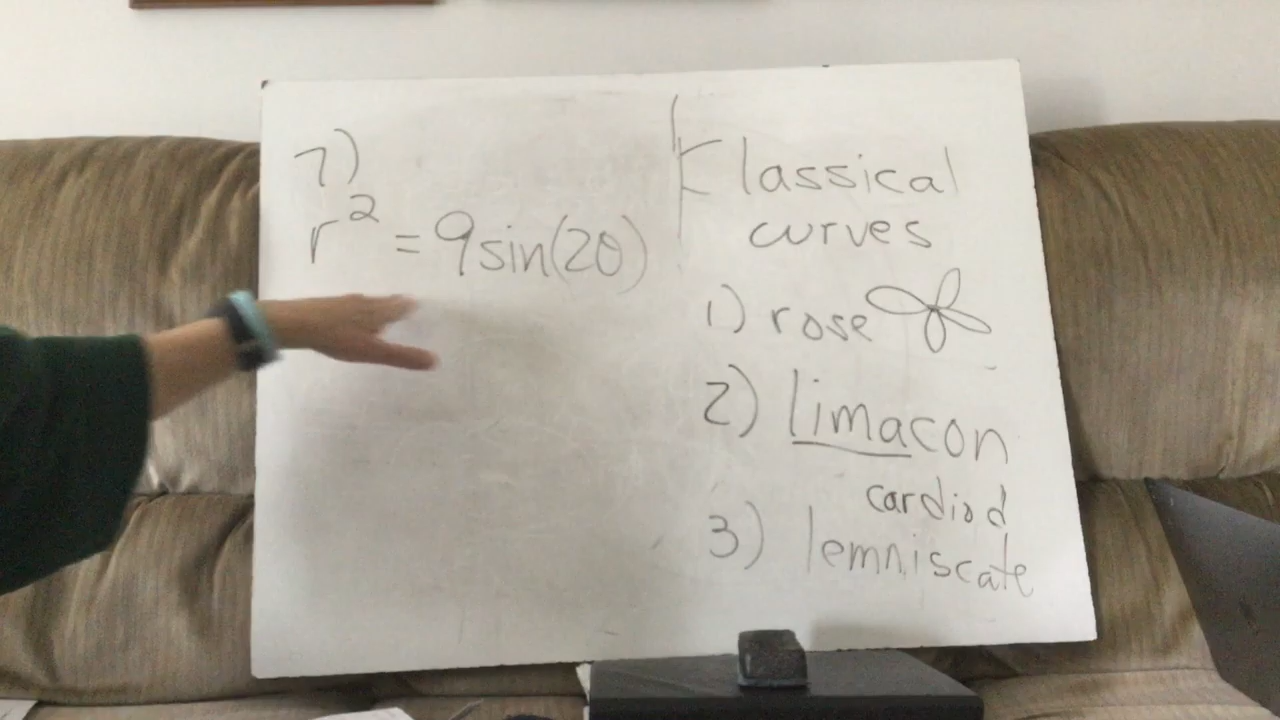 7)
r² = 9sin(2θ)
Classical
curves
1) rose
2) limacon
cardiod
3) lemniscate